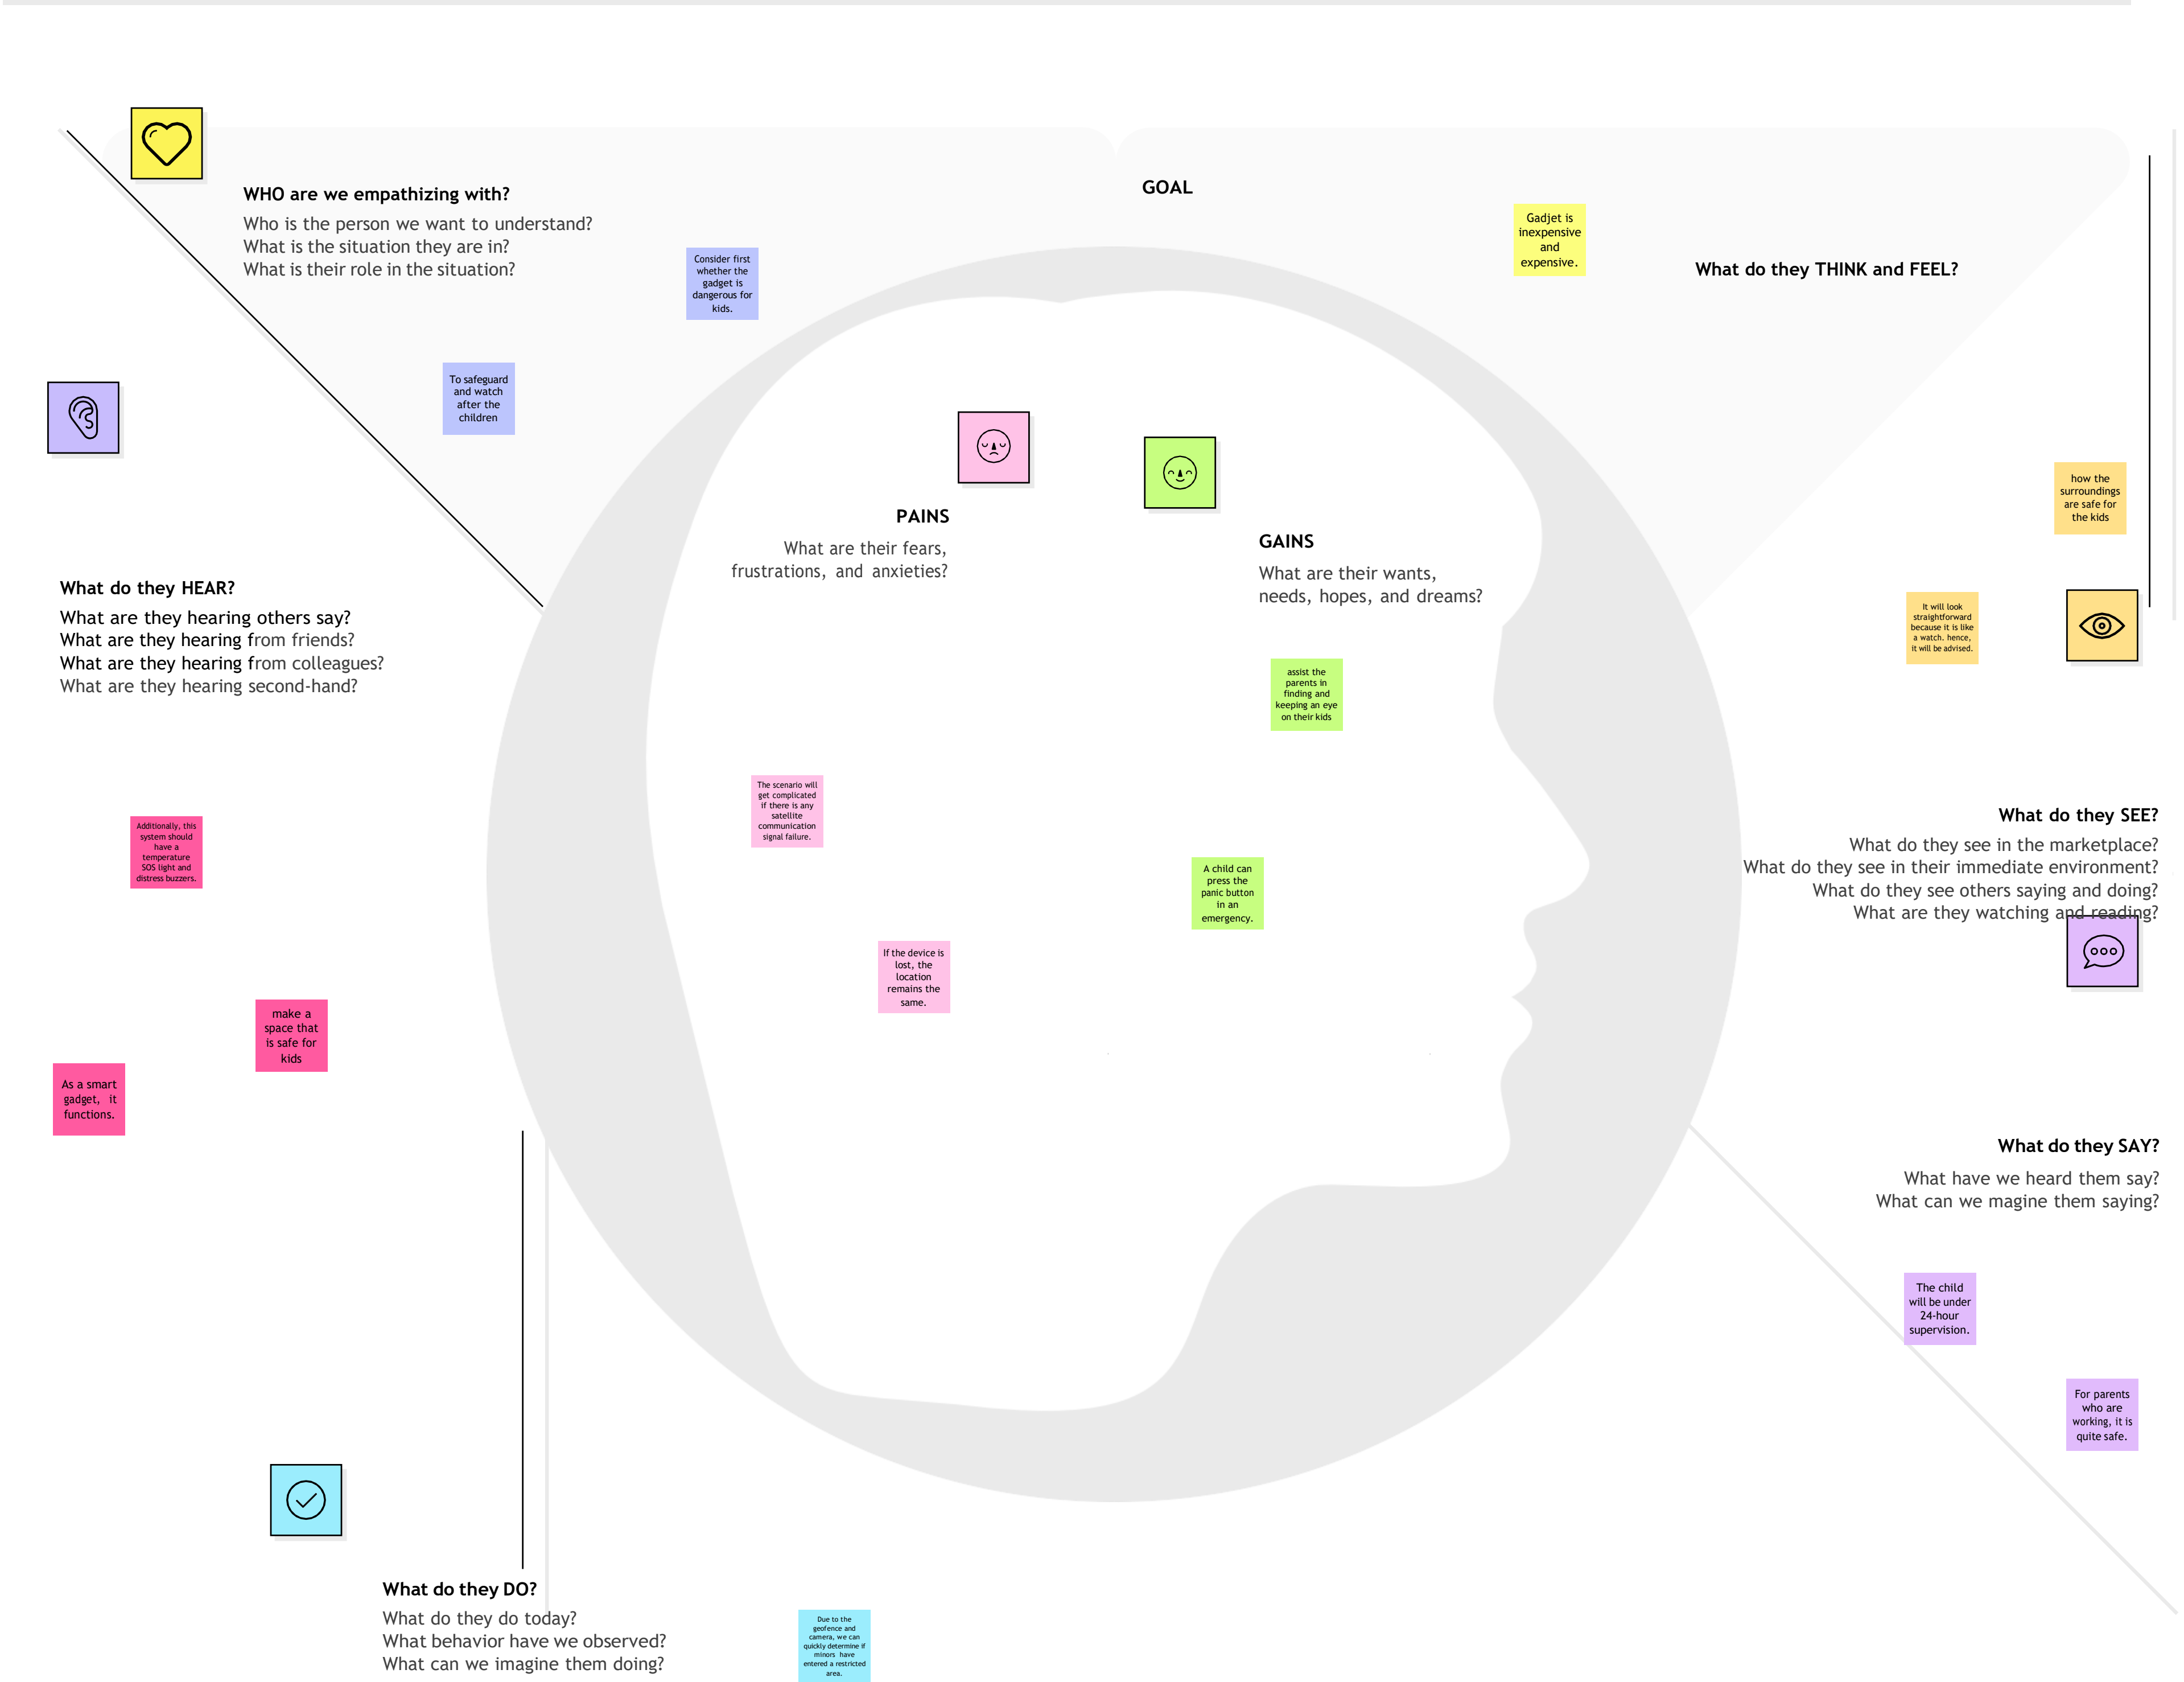 WHO are we empathizing with?
Who is the person we want to understand?
What is the situation they are in?
What is their role in the situation?
Consider first
whether the
gadget is
dangerous for
kids.
To safeguard
and watch
after the
children
GOAL
Gadjet is
inexpensive
and
expensive.
What do they THINK and FEEL?
PAINS
What are their fears,
frustrations, and anxieties?
GAINS
What are their wants,
needs, hopes, and dreams?
how the
surroundings
are safe for
the kids
It will look
straightforward
because it is like
a watch. hence,
it will be advised.
What do they HEAR?
What are they hearing others say?
What are they hearing from friends?
What are they hearing from colleagues?
What are they hearing second-hand?
assist the
parents in
finding and
keeping an eye
on their kids
The scenario will
get complicated
if there is any
satellite
communication
signal failure.
Additionally, this
system should
have a
temperature
SOS light and
distress buzzers.
What do they SEE?
What do they see in the marketplace?
What do they see in their immediate environment?
What do they see others saying and doing?
What are they watching and reading?
A child can
press the
panic button
in an
emergency.
If the device is
lost, the
location
remains the
same.
make a
space that
is safe for
kids
As a smart
gadget, it
functions.
What do they SAY?
What have we heard them say?
What can we magine them saying?
The child
will be under
24-hour
supervision.
For parents
who are
working, it is
quite safe.
What do they DO?
What do they do today?
What behavior have we observed?
What can we imagine them doing?
Due to the
geofence and
camera, we can
quickly determine if
minors have
entered a restricted
area.